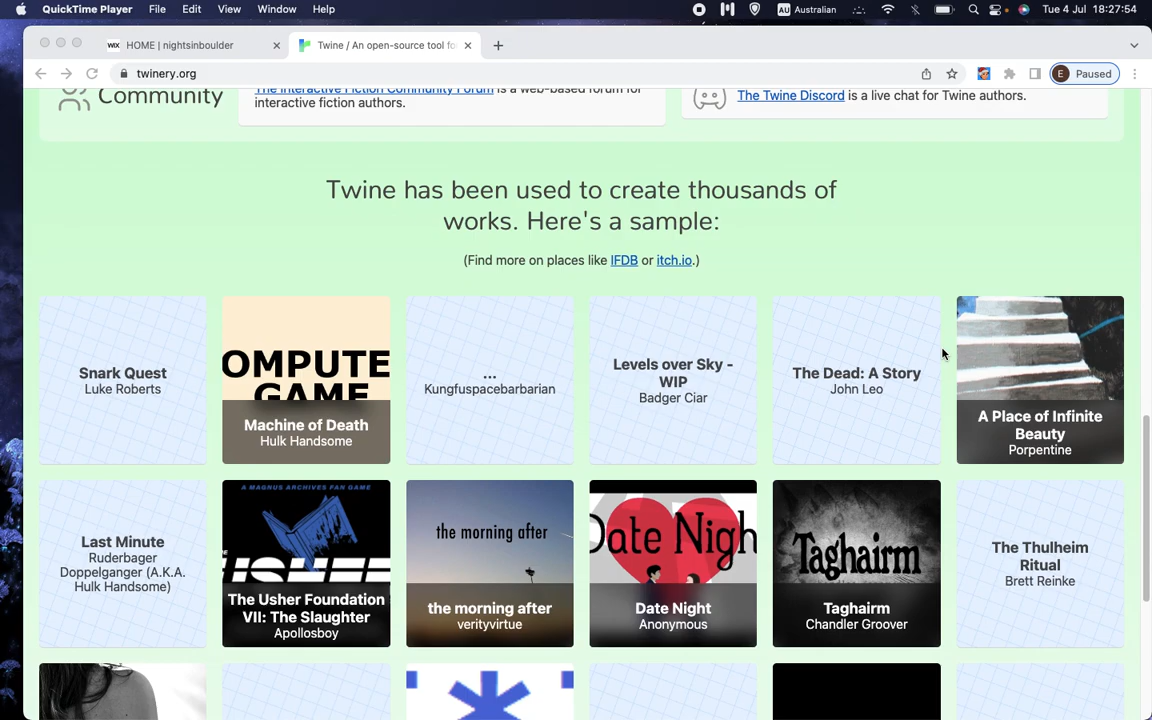 QuickTime Player File Edit View Window Help AU Australian Tue 4 Jul 18:27:54
WIX HOME | nightsinboulder Twine / An open-source tool fo
twinery.org E Paused
Community
The Interactive Fiction Community Forum is a web-based forum for
interactive fiction authors.
The Twine Discord is a live chat for Twine authors.
Twine has been used to create thousands of
works. Here's a sample:
(Find more on places like IFDB or itch.io.)
Snark Quest
Luke Roberts
OMPUTE
GAME
Machine of Death
Hulk Handsome
...
Kungfuspacebarbarian
Levels over Sky -
WIP
Badger Ciar
The Dead: A Story
John Leo
A Place of Infinite
Beauty
Porpentine
Last Minute
Ruderbager
Doppelganger (A.K.A.
Hulk Handsome)
A MAGNUS ARCHIVES FAN GAME
The Usher Foundation
VII: The Slaughter
Apollosboy
the morning after
the morning after
verityvirtue
Date Nigh
Date Night
Anonymous
Taghairm
Taghairm
Chandler Groover
The Thulheim
Ritual
Brett Reinke